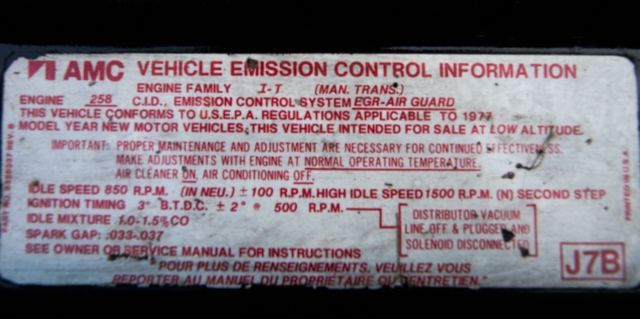 AMC VEHICLE EMISSION CONTROL INFORMATION
ENGINE FAMILY I-T (MAN. TRANS.)
ENGINE 258 C.I.D., EMISSION CONTROL SYSTEM EGR-AIR GUARD
THIS VEHICLE CONFORMS TO U.S.E.P.A. REGULATIONS APPLICABLE TO 1977
MODEL YEAR NEW MOTOR VEHICLES, THIS VEHICLE INTENDED FOR SALE AT LOW ALTITUDE.
IMPORTANT: PROPER MAINTENANCE AND ADJUSTMENT ARE NECESSARY FOR CONTINUED EFFECTIVENESS.
MAKE ADJUSTMENTS WITH ENGINE AT NORMAL OPERATING TEMPERATURE.
AIR CLEANER ON, AIR CONDITIONING OFF.
IDLE SPEED 850 R.P.M. (IN NEU.) ± 100 R.P.M. HIGH IDLE SPEED 1500 R.P.M. (N) SECOND STEP
IGNITION TIMING 3° B.T.D.C. ± 2° @ 500 R.P.M.
DISTRIBUTOR VACUUM
LINE OFF & PLUGGED AND
SOLENOID DISCONNECTED
IDLE MIXTURE 1.0-1.5% CO
SPARK GAP: .033-.037
SEE OWNER OR SERVICE MANUAL FOR INSTRUCTIONS
POUR PLUS DE RENSEIGNEMENTS, VEUILLEZ VOUS
REPORTER AU MANUEL DU PROPRIÉTAIRE OU D'ENTRETIEN.
J7B
PRINTED IN U.S.A.